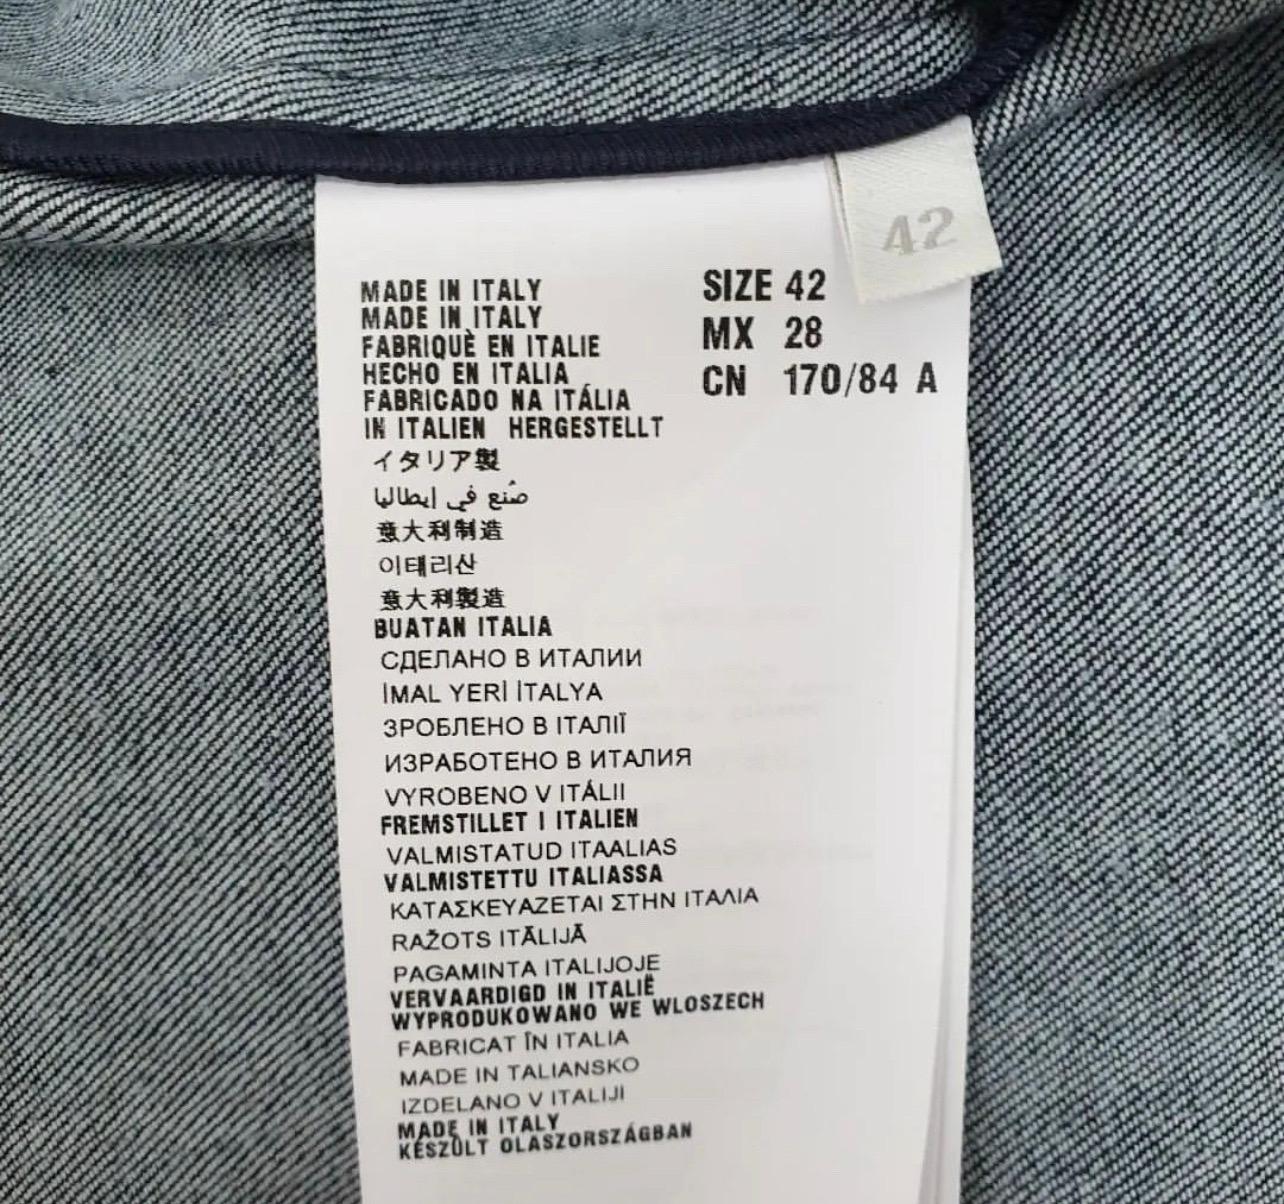 42
MADE IN ITALY
MADE IN ITALY
FABRIQUÈ EN ITALIE
HECHO EN ITALIA
FABRICADO NA ITÁLIA
IN ITALIEN HERGESTELLT
イタリア製
صُنع في إيطاليا
意大利制造
이태리산
意大利製造
BUATAN ITALIA
СДЕЛАНО В ИТАЛИИ
İMAL YERİ İTALYA
ЗРОБЛЕНО В ІТАЛІЇ
ИЗРАБОТЕНО В ИТАЛИЯ
VYROBENO V ITÁLII
FREMSTILLET I ITALIEN
VALMISTATUD ITAALIAS
VALMISTETTU ITALIASSA
ΚΑΤΑΣΚΕΥΑΖΕΤΑΙ ΣΤΗΝ ΙΤΑΛΙΑ
RAŽOTS ITĀLIJĀ
PAGAMINTA ITALIJOJE
VERVAARDIGD IN ITALIË
WYPRODUKOWANO WE WLOSZECH
FABRICAT ÎN ITALIA
MADE IN TALIANSKO
IZDELANO V ITALIJI
MADE IN ITALY
KÉSZÜLT OLASZORSZÁGBAN
SIZE 42
MX 28
CN 170/84 A